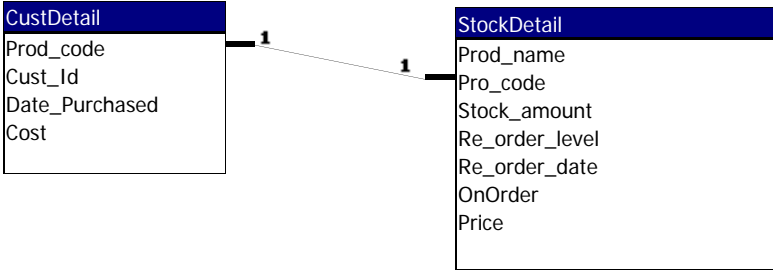 CustDetail
Prod_code
Cust_Id
Date_Purchased
Cost
1
1
StockDetail
Prod_name
Pro_code
Stock_amount
Re_order_level
Re_order_date
OnOrder
Price